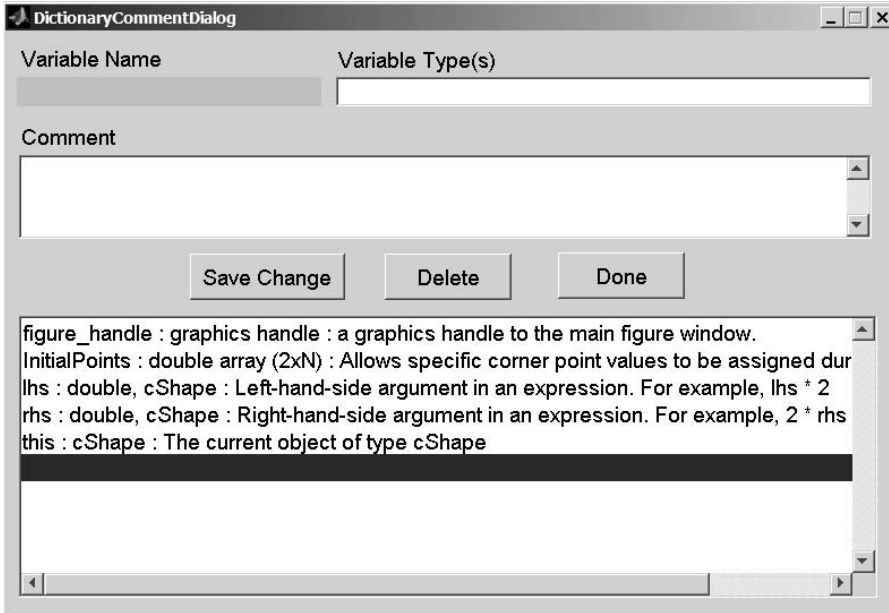 DictionaryCommentDialog
Variable Name
Variable Type(s)
Comment
Save Change
Delete
Done
figure_handle : graphics handle : a graphics handle to the main figure window.
InitialPoints : double array (2xN) : Allows specific corner point values to be assigned dur
lhs : double, cShape : Left-hand-side argument in an expression. For example, lhs * 2
rhs : double, cShape : Right-hand-side argument in an expression. For example, 2 * rhs
this : cShape : The current object of type cShape